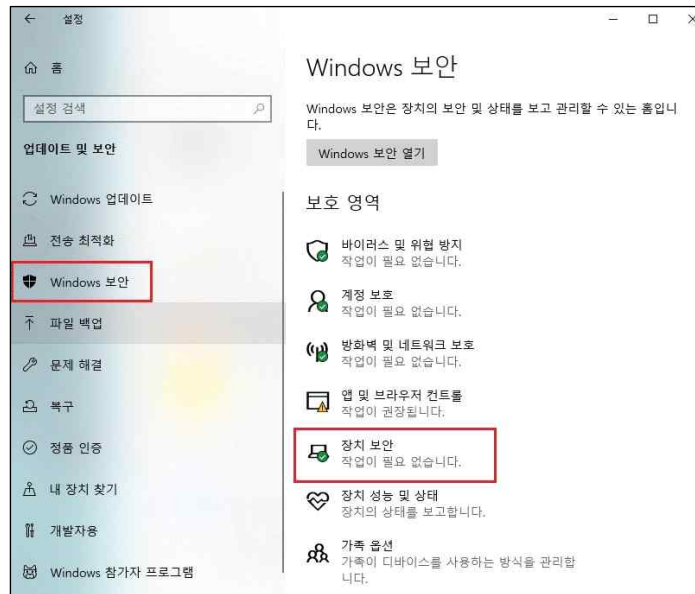 설정
홈
설정 검색
업데이트 및 보안
Windows 업데이트
전송 최적화
Windows 보안
파일 백업
문제 해결
복구
정품 인증
내 장치 찾기
개발자용
Windows 참가자 프로그램
Windows 보안
Windows 보안은 장치의 보안 및 상태를 보고 관리할 수 있는 홈입니
다.
Windows 보안 열기
보호 영역
바이러스 및 위협 방지
작업이 필요 없습니다.
계정 보호
작업이 필요 없습니다.
방화벽 및 네트워크 보호
작업이 필요 없습니다.
앱 및 브라우저 컨트롤
작업이 권장됩니다.
장치 보안
작업이 필요 없습니다.
장치 성능 및 상태
장치의 상태를 보고합니다.
가족 옵션
가족이 디바이스를 사용하는 방식을 관리합
니다.